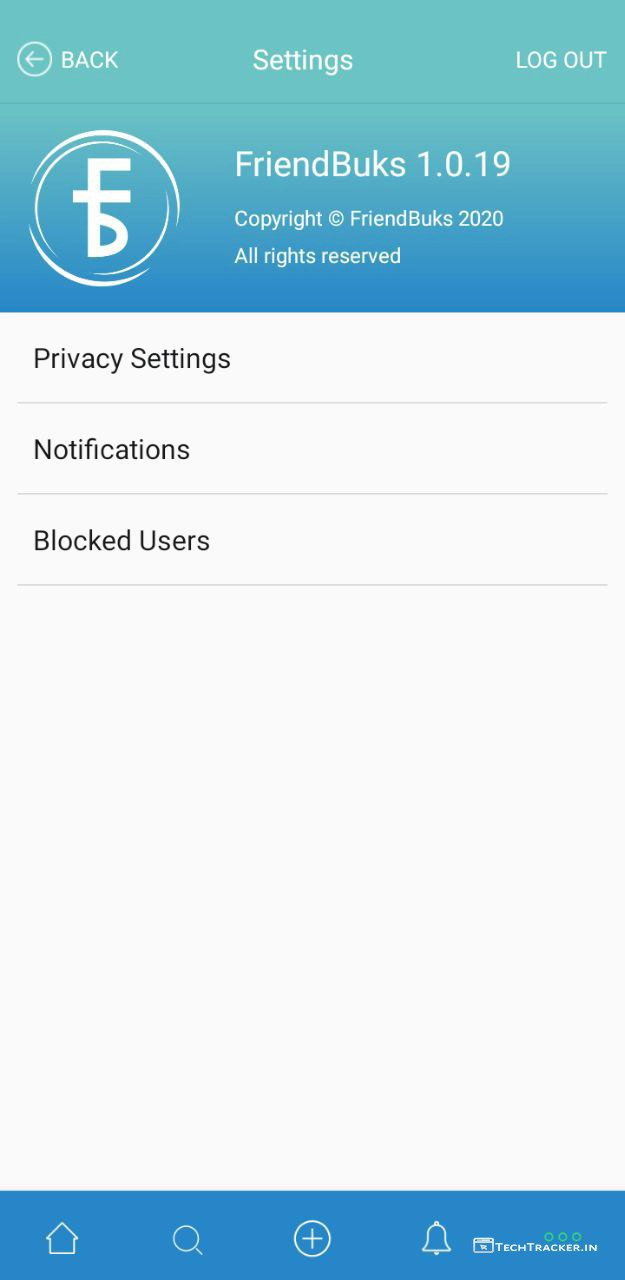 BACK
Settings
LOG OUT
FriendBuks 1.0.19
Copyright © FriendBuks 2020
All rights reserved
Privacy Settings
Notifications
Blocked Users
TECHTRACKER.IN